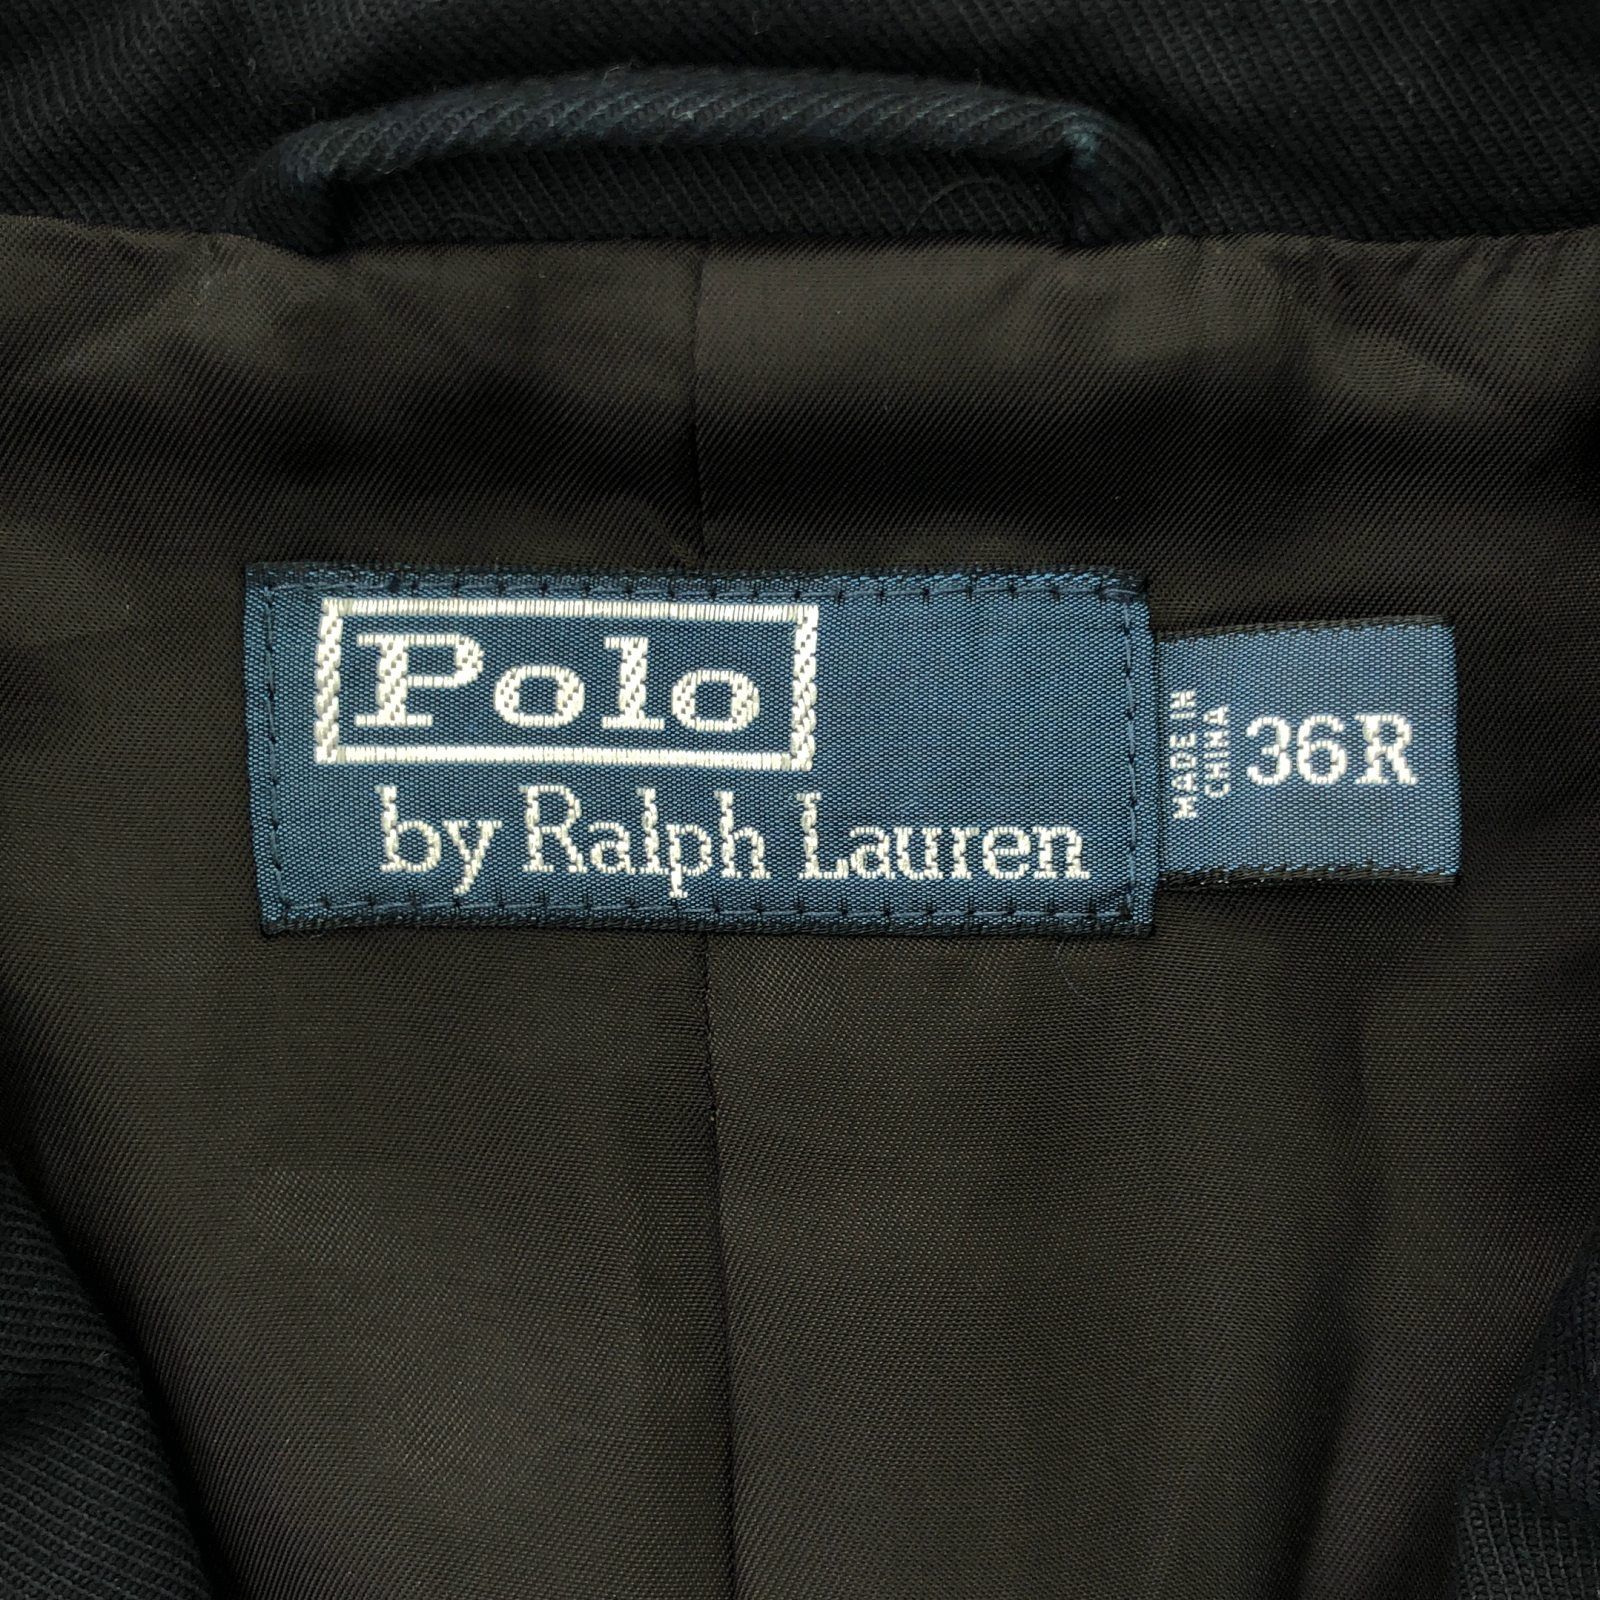 Polo
by Ralph Lauren
MADE IN
CHINA
36R